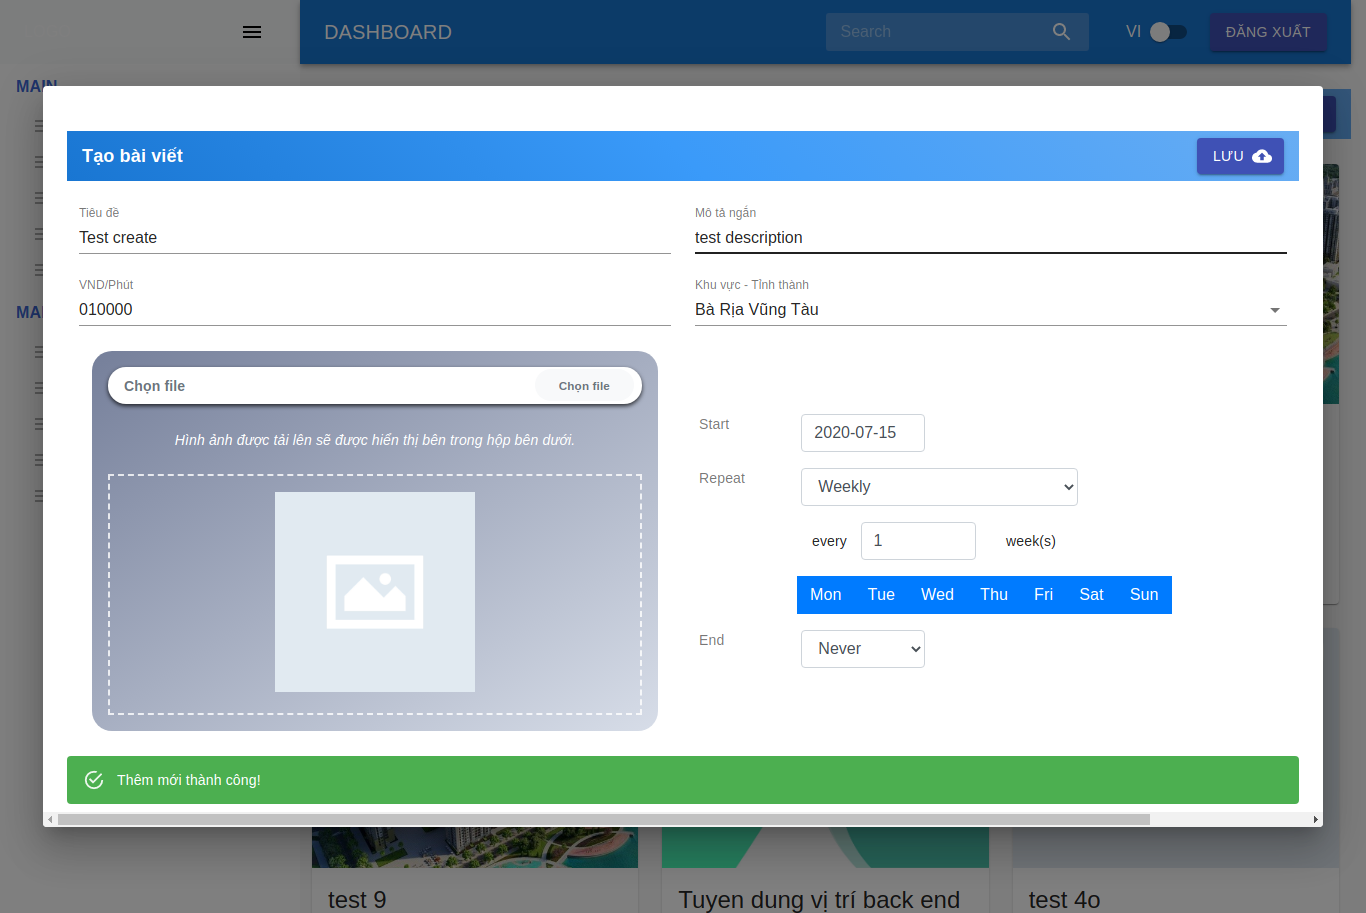 DASHBOARD
Search
VI
ĐĂNG XUẤT
MAIN
Tạo bài viết
LƯU
Tiêu đề
Mô tả ngắn
Test create
test description
VND/Phút
Khu vực - Tỉnh thành
010000
Bà Rịa Vũng Tàu
Chọn file
Chọn file
Hình ảnh được tải lên sẽ được hiển thị bên trong hộp bên dưới.
Start
2020-07-15
Repeat
Weekly
every
1
week(s)
Mon Tue Wed Thu Fri Sat Sun
End
Never
Thêm mới thành công!
test 9
Tuyen dung vị trí back end
test 4o